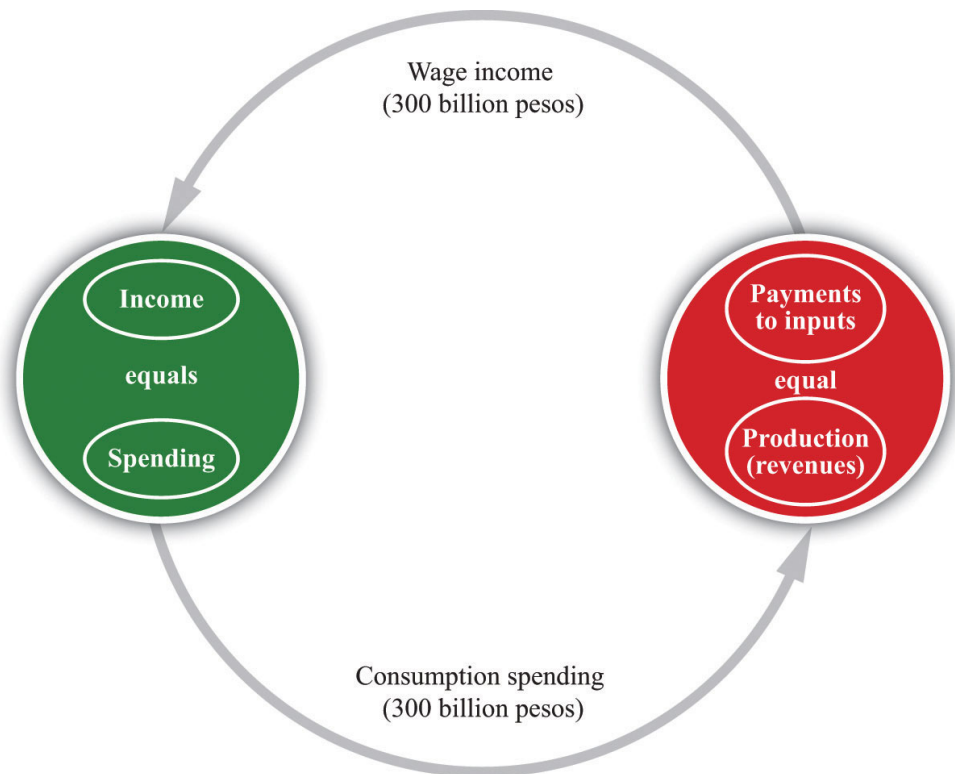 Wage income
(300 billion pesos)
Income
equals
Spending
Payments
to inputs
equal
Production
(revenues)
Consumption spending
(300 billion pesos)